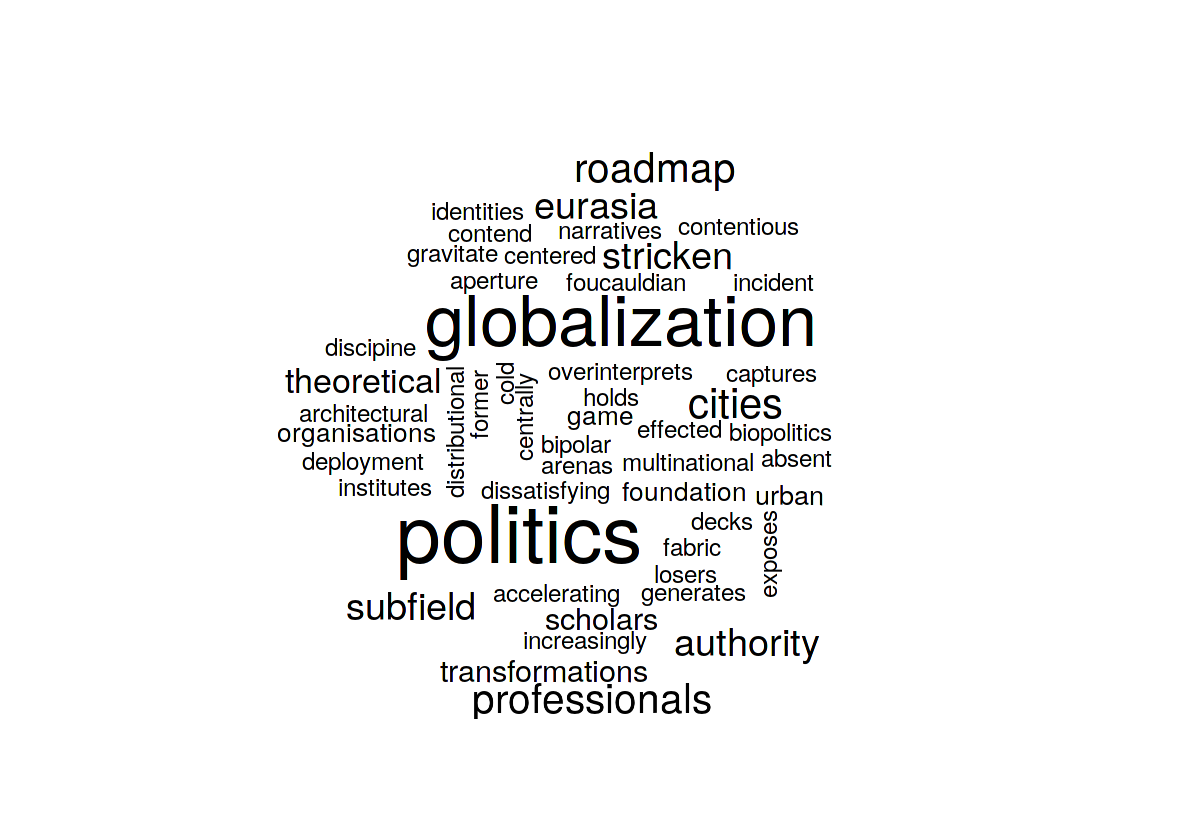 roadmap
identities eurasia
contend narratives contentious
gravitate centered stricken
aperture foucauldian incident
globalization
discipine
theoretical distributional former cold centrally overinterprets captures
architectural holds cities
organisations game effected biopolitics
deployment bipolar
arenas multinational absent
institutes dissatisfying foundation urban
politics decks exposes
fabric
losers
subfield accelerating generates
scholars
increasingly authority
transformations
professionals